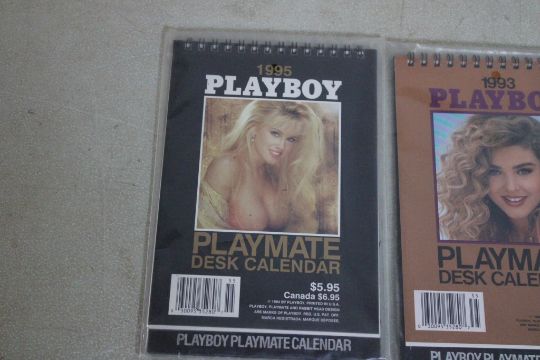 1995
PLAYBOY
PLAYMATE
DESK CALENDAR
$5.95
Canada $6.95
PLAYBOY PLAYMATE CALENDAR
1993
PLAYBOY
PLAYMA
DESK CALE
PLAYBOY PLAYMATE